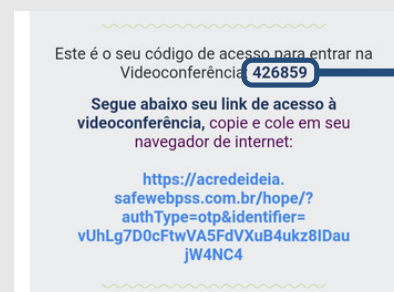 Este é o seu código de acesso para entrar na
Videoconferência: 426859
Segue abaixo seu link de acesso à
videoconferência, copie e cole em seu
navegador de internet:
https://acredeideia.
safewebpss.com.br/hope/?
authType=otp&identifier=
vUhLg7D0cFtwVA5FdVXuB4ukz8IDau
jW4NC4